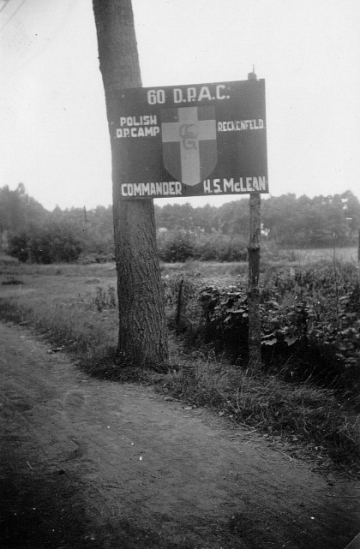 60 D.P.A.C.
POLISH
D.P. CAMP
RECKENFELD
COMMANDER H.S. McLEAN